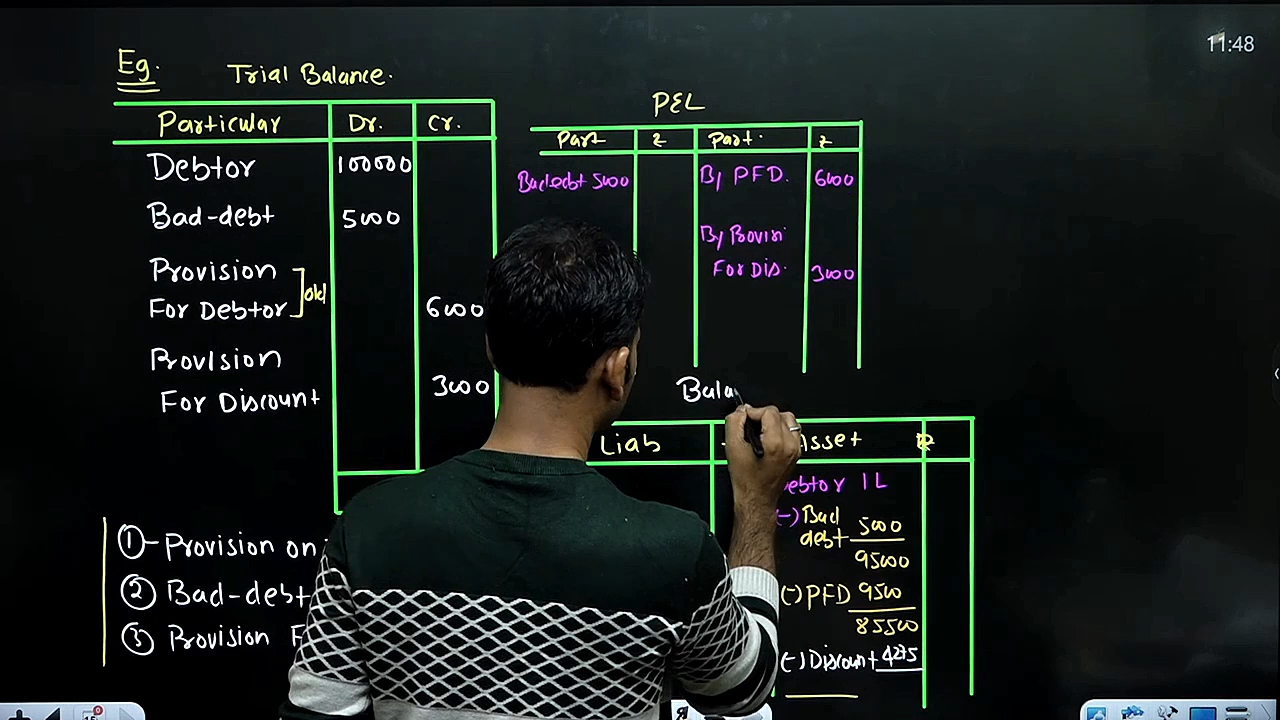 11:48
Eg. Trial Balance.
Particular Dr. Cr.
Debtor 100000
Bad-debt 5000
Provision
For Debtor ] old 6000
Provision
For Discount 3000
① - Provision on
② Bad-debt
③ Provision F
P&L
Part ₹ Part. ₹
Bad debt 5000 By PFD. 6000
By Provisi
For Dis. 3000
Bala
Liab Asset ₹
ebtor 1L
(-) Bad
debt 5000
95000
(-) PFD 9500
85500
(-) Discount 4275